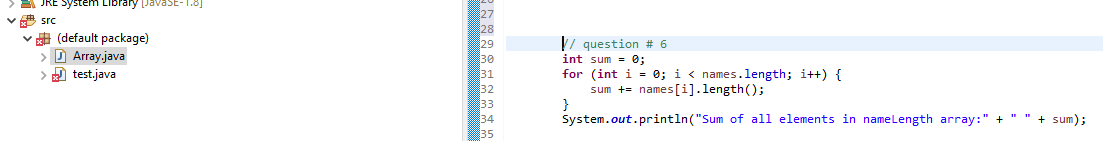 JRE System Library [JavaSE-1.8]
src
(default package)
Array.java
test.java
27
28
29 // question # 6
30 int sum = 0;
31 for (int i = 0; i < names.length; i++) {
32 sum += names[i].length();
33 }
34 System.out.println("Sum of all elements in nameLength array:" + " " + sum);
35